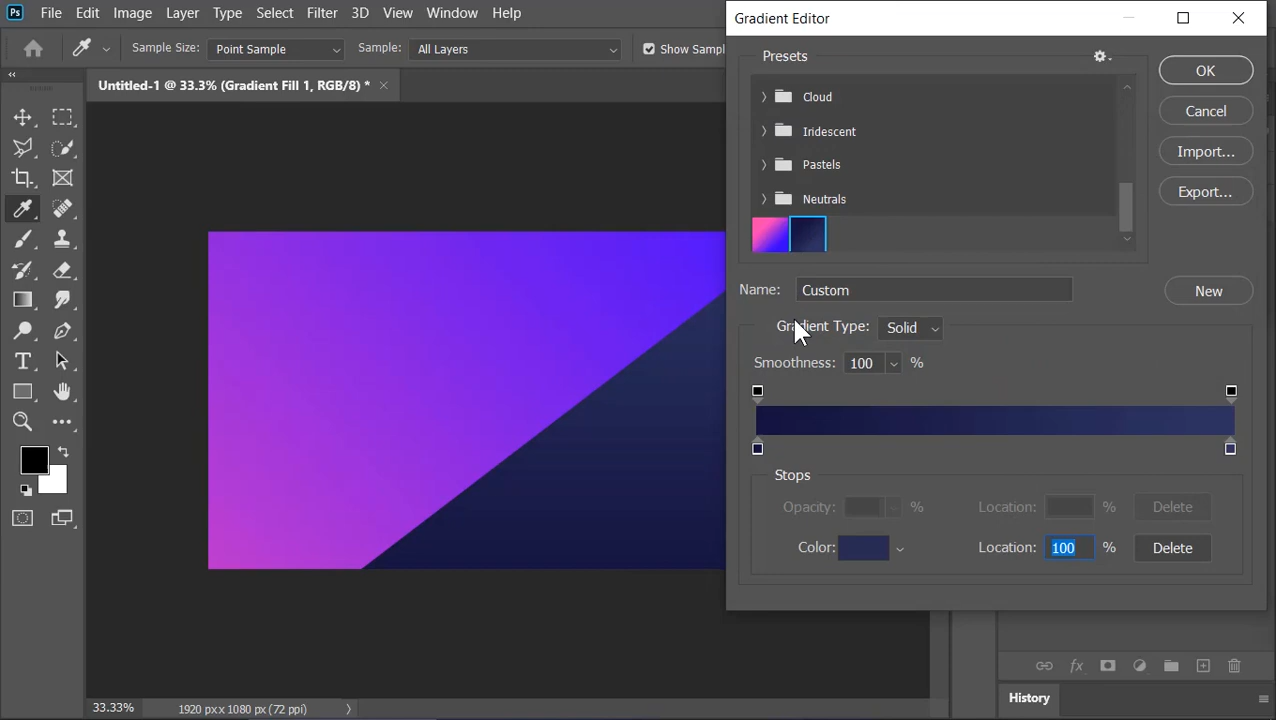 Ps File Edit Image Layer Type Select Filter 3D View Window Help
Gradient Editor
Sample Size: Point Sample Sample: All Layers Show Sampl
Presets
OK
Untitled-1 @ 33.3% (Gradient Fill 1, RGB/8) *
Cloud
Cancel
Iridescent
Import...
Pastels
Export...
Neutrals
Name: Custom
New
Gradient Type: Solid
Smoothness: 100 %
Stops
Opacity: % Location: % Delete
Color: Location: 100 % Delete
fx
History
33.33% 1920 px x 1080 px (72 ppi)